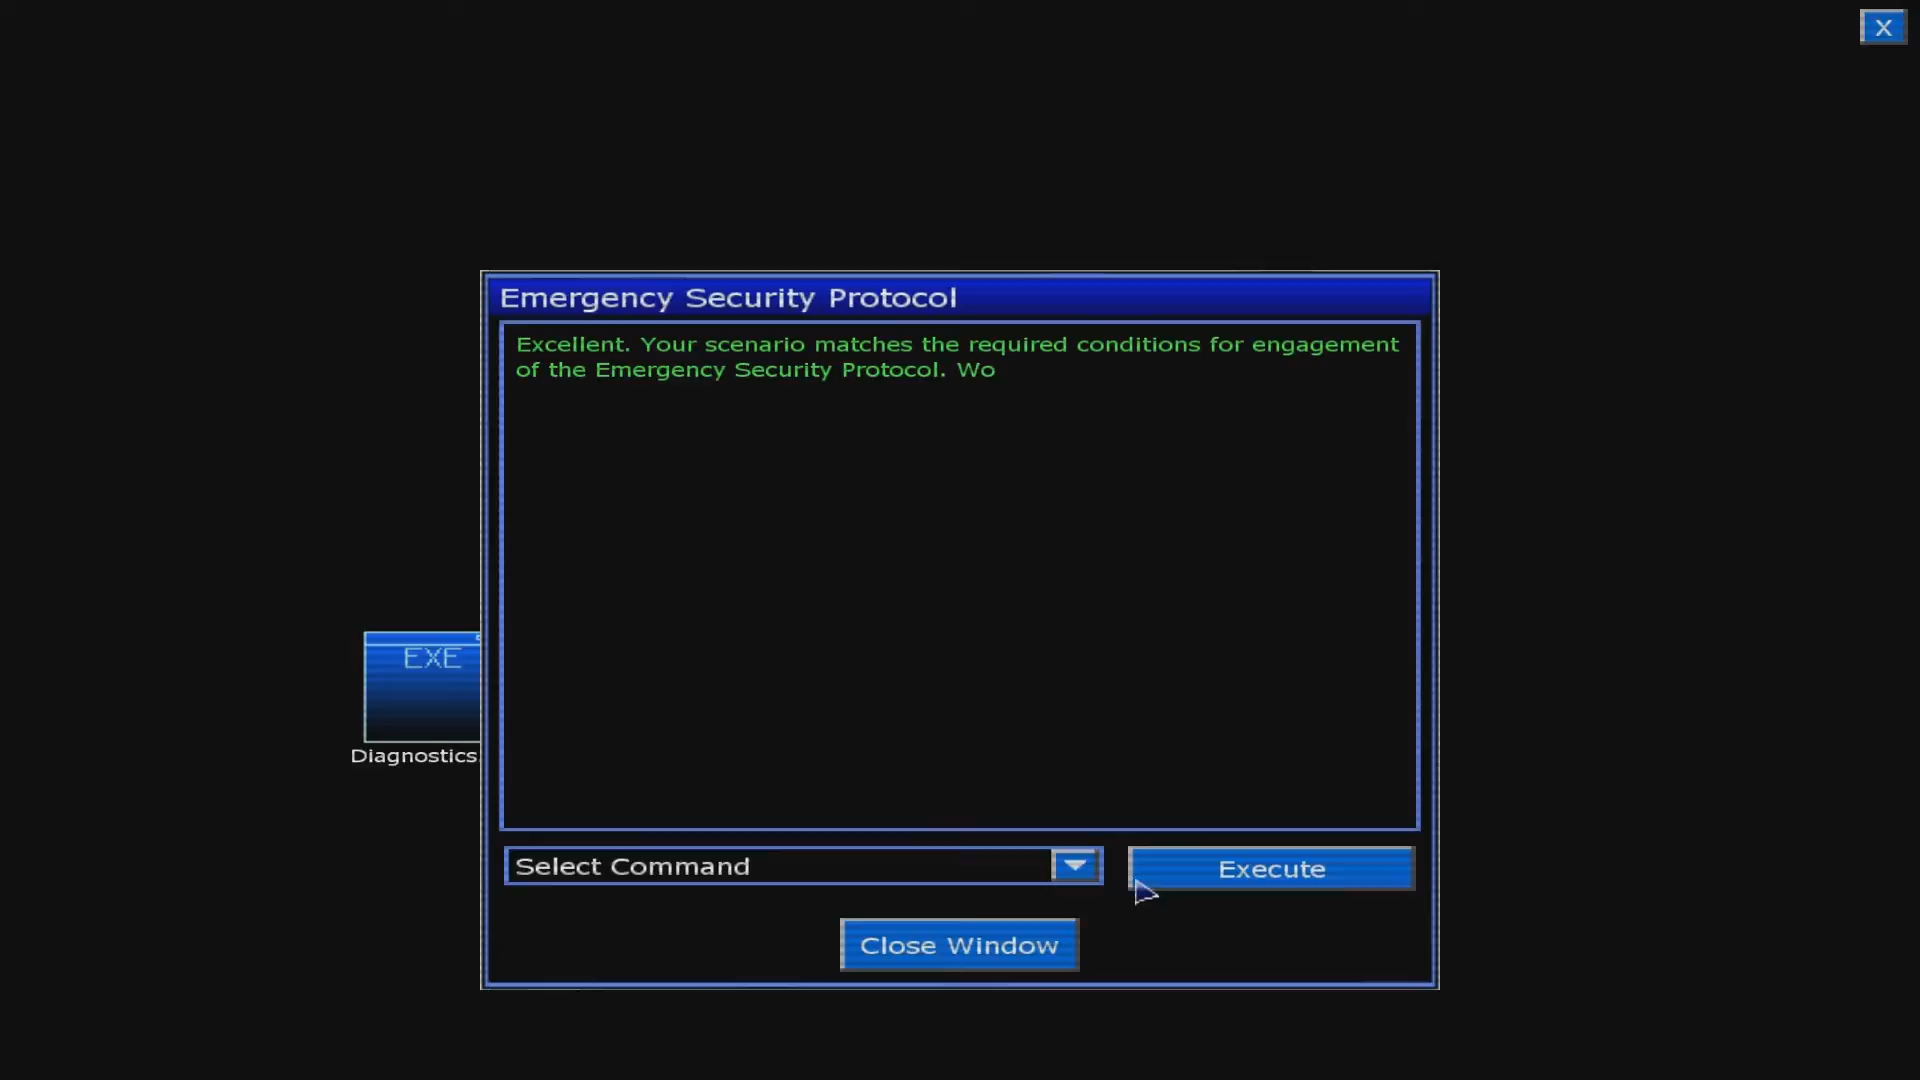 X
Emergency Security Protocol
Excellent. Your scenario matches the required conditions for engagement
of the Emergency Security Protocol. Wo
EXE
Diagnostics
Select Command
Execute
Close Window